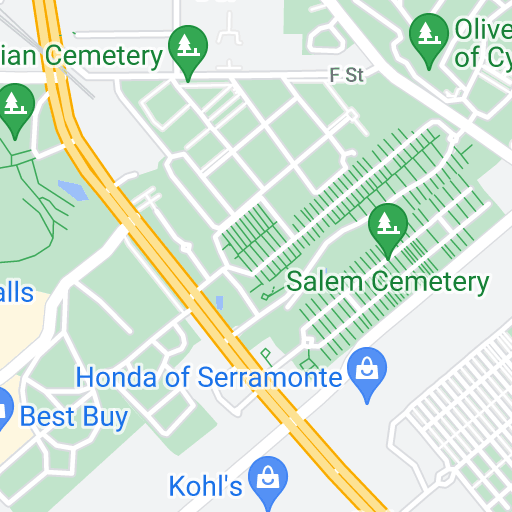 Olive
of Cy
ian Cemetery
F St
Salem Cemetery
alls
Honda of Serramonte
Best Buy
Kohl's